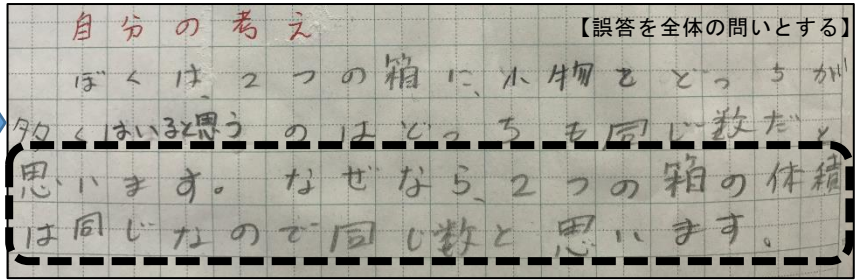 自分の考え
【誤答を全体の問いとする】
ぼくは、2つの箱に、小物をどっちが
多くはいると思うのはどっちも同じ数だと
思います。なぜなら、2つの箱の体積
は同じなので同じ数と思います。